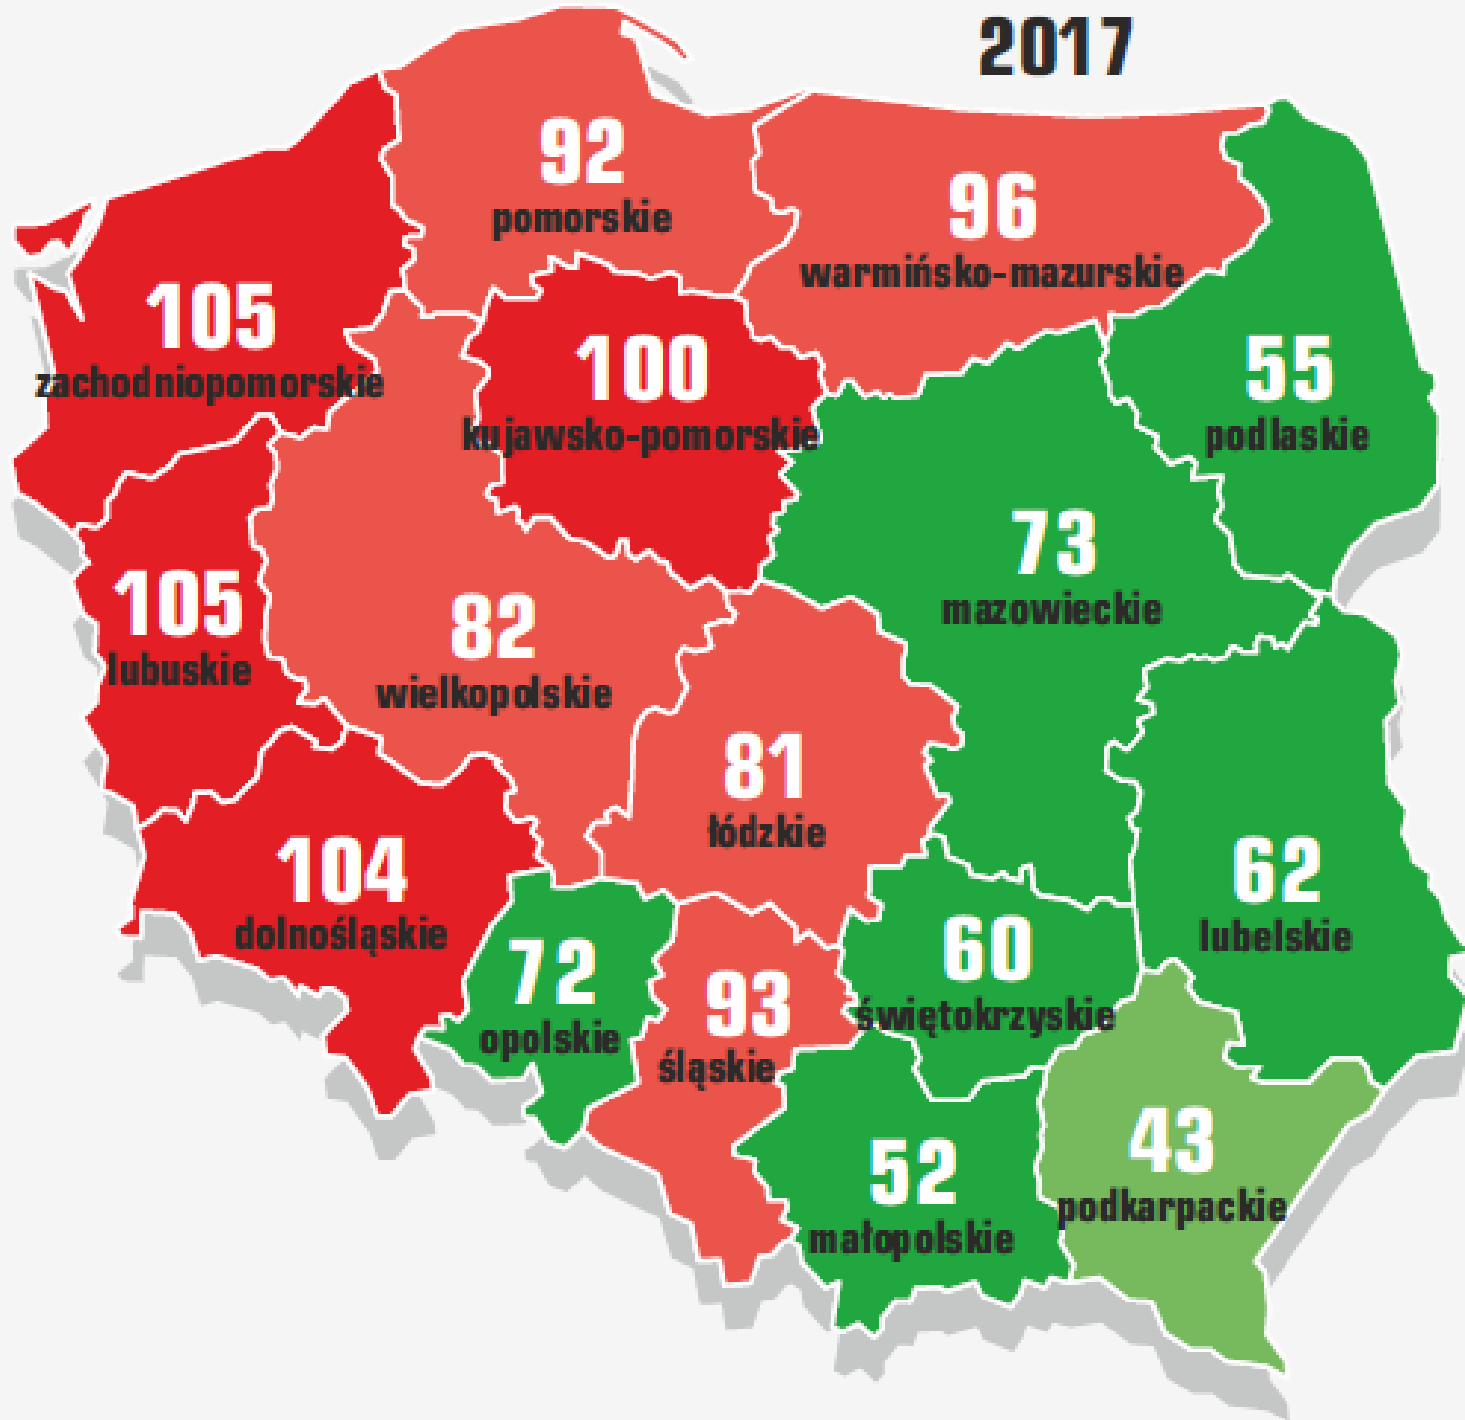 2017
92
pomorskie
96
warmińsko-mazurskie
105
zachodniopomorskie
100
kujawsko-pomorskie
55
podlaskie
73
mazowieckie
105
lubuskie
82
wielkopolskie
81
łódzkie
104
dolnośląskie
62
lubelskie
72
opolskie
93
śląskie
60
świętokrzyskie
52
małopolskie
43
podkarpackie